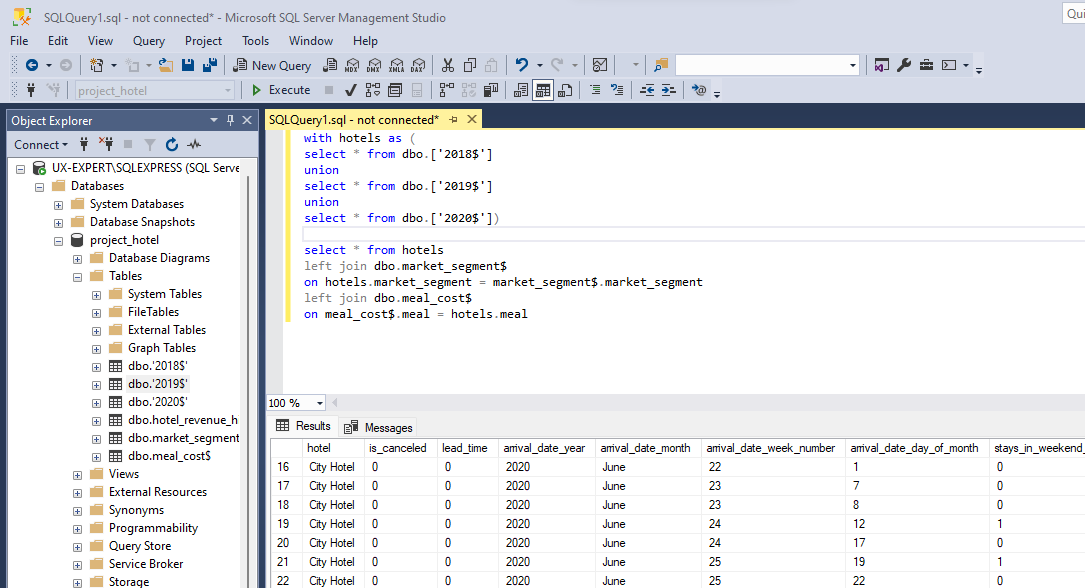 SQLQuery1.sql - not connected* - Microsoft SQL Server Management Studio
Qui
File Edit View Query Project Tools Window Help
New Query MDX DMX XMLA DAX
project_hotel Execute
Object Explorer
SQLQuery1.sql - not connected*
Connect
UX-EXPERT\SQLEXPRESS (SQL Serve
Databases
System Databases
Database Snapshots
project_hotel
Database Diagrams
Tables
System Tables
FileTables
External Tables
Graph Tables
dbo.'2018$'
dbo.'2019$'
dbo.'2020$'
dbo.hotel_revenue_h
dbo.market_segment
dbo.meal_cost$
Views
External Resources
Synonyms
Programmability
Query Store
Service Broker
Storage
with hotels as (
select * from dbo.['2018$']
union
select * from dbo.['2019$']
union
select * from dbo.['2020$'])
select * from hotels
left join dbo.market_segment$
on hotels.market_segment = market_segment$.market_segment
left join dbo.meal_cost$
on meal_cost$.meal = hotels.meal
100 %
Results Messages
hotel is_canceled lead_time arrival_date_year arrival_date_month arrival_date_week_number arrival_date_day_of_month stays_in_weekend_
16 City Hotel 0 0 2020 June 22 1 0
17 City Hotel 0 0 2020 June 23 7 0
18 City Hotel 0 0 2020 June 23 8 0
19 City Hotel 0 0 2020 June 24 12 1
20 City Hotel 0 0 2020 June 24 17 0
21 City Hotel 0 0 2020 June 25 19 1
22 City Hotel 0 0 2020 June 25 22 0